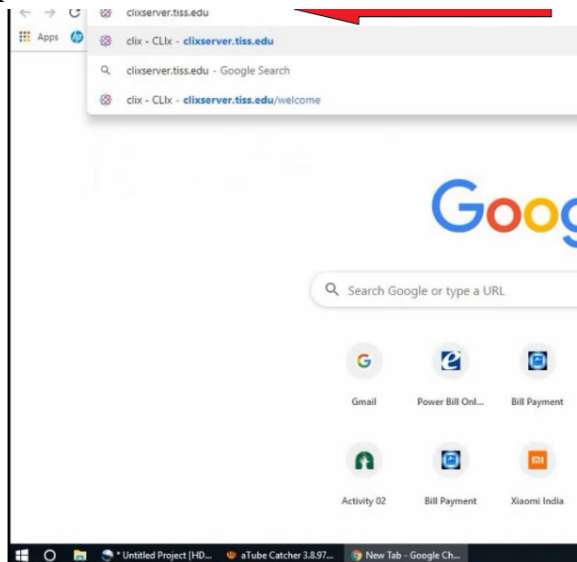 clixserver.tiss.edu
Apps
clix - CLIx - clixserver.tiss.edu
clixserver.tiss.edu - Google Search
clix - CLIx - clixserver.tiss.edu/welcome
Goog
Search Google or type a URL
Gmail Power Bill Onl... Bill Payment
Activity 02 Bill Payment Xiaomi India
* Untitled Project [HD... aTube Catcher 3.8.97... New Tab - Google Ch...